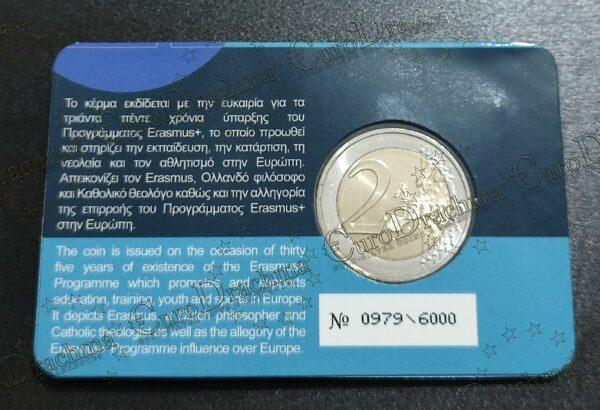 Το κέρμα εκδίδεται με την ευκαιρία για τα
τριάντα πέντε χρόνια ύπαρξης του
Προγράμματος Erasmus+, το οποίο προωθεί
και στηρίζει την εκπαίδευση, την κατάρτιση, τη
νεολαία και τον αθλητισμό στην Ευρώπη.
Απεικονίζει τον Erasmus, Ολλανδό φιλόσοφο
και Καθολικό θεολόγο καθώς και την αλληγορία
της επιρροής του Προγράμματος Erasmus+
στην Ευρώπη.
The coin is issued on the occasion of thirty
five years of existence of the Erasmus+
Programme which promotes and supports
education, training, youth and sports in Europe.
It depicts Erasmus, a Dutch philosopher and
Catholic theologist as well as the allegory of the
Programme influence over Europe.
2
№ 0979\6000
€uroDrachma